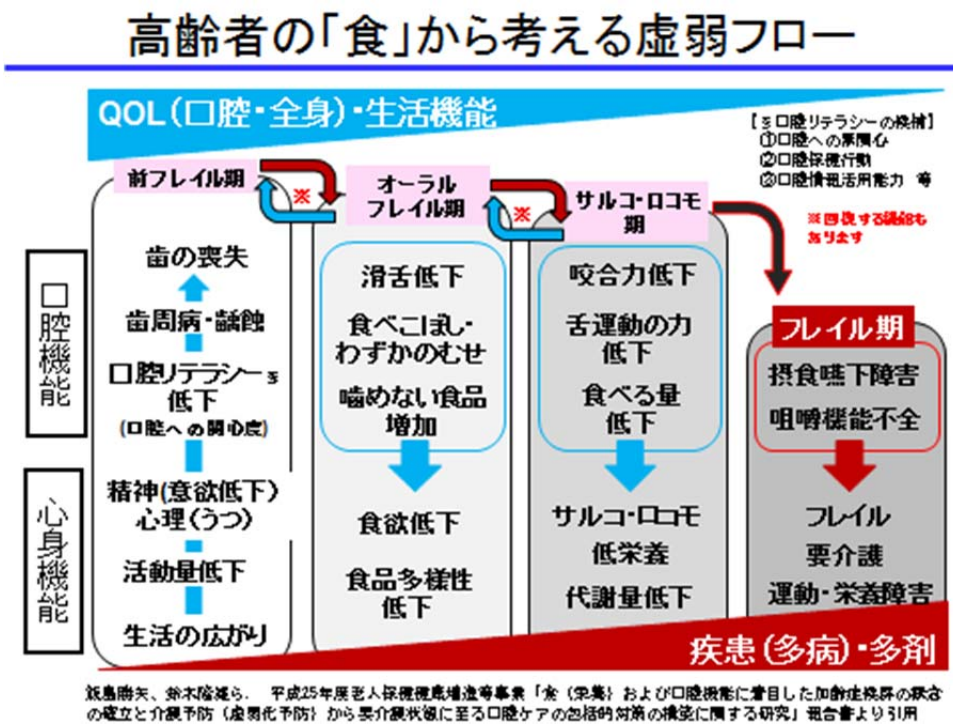 高齢者の「食」から考える虚弱フロー
QOL(口腔・全身)・生活機能
【§口腔リテラシーの候補】
①口腔への無関心
②口腔保健行動
③口腔情報活用能力 等
※回復する機能も
あります
前フレイル期
※
オーラル
フレイル期
※
サルコ・ロコモ
期
フレイル期
口腔機能
歯の喪失
歯周病・齲蝕
口腔リテラシー§
低下
(口腔への関心度)
滑舌低下
食べこぼし・
わずかのむせ
噛めない食品
増加
咬合力低下
舌運動の力
低下
食べる量
低下
摂食嚥下障害
咀嚼機能不全
心身機能
精神(意欲低下)
心理(うつ)
活動量低下
生活の広がり
食欲低下
食品多様性
低下
サルコ・ロコモ
低栄養
代謝量低下
フレイル
要介護
運動・栄養障害
疾患(多病)・多剤
飯島勝矢、鈴木隆雄ら. 平成25年度老人保健健康増進等事業「食(栄養)および口腔機能に着目した加齢症候群の概念
の確立と介護予防(虚弱化予防)から要介護状態に至る口腔ケアの包括的対策の構築に関する研究」報告書より引用